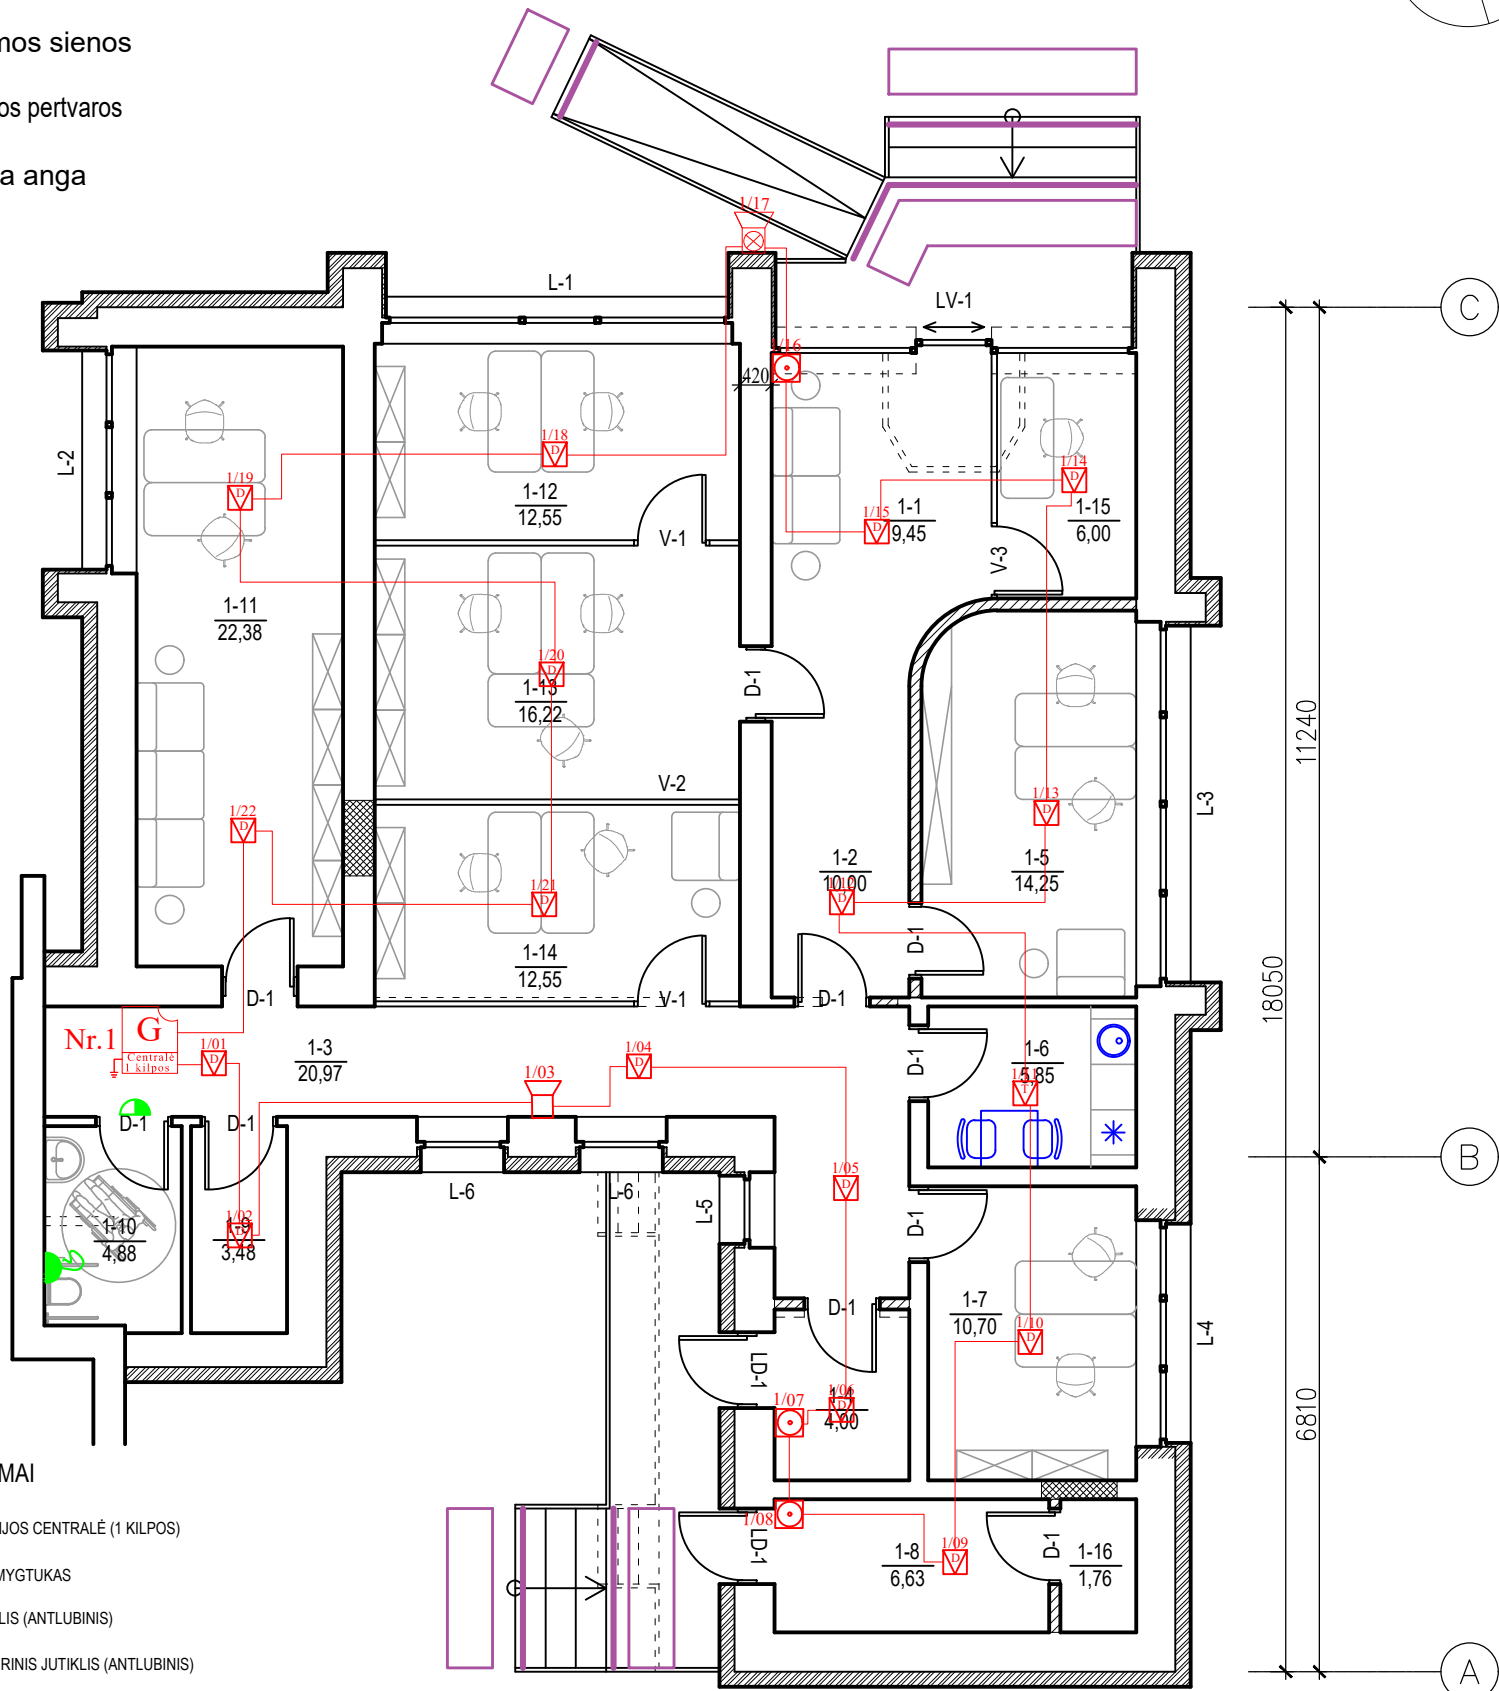 mos sienos
os pertvaros
a anga
1/17
C
L-1
LV-1
1/16
420
L-2
1/18
1/19
1/14
D
D
D
1-12
12,55
1/15
D
1-1
9,45
1-15
6,00
V-1
V-3
1-11
22,38
1/20
D
1-13
16,22
D-1
11240
V-2
1/22
D
1/13
D
L-3
1-2
10,00
1-5
14,25
1/21
D
1/12
D
1-14
12,55
D-1
18050
D-1
V-1
D-1
Nr.1
G
Centralė
1 kilpos
1/01
D
1-3
20,97
1/04
D
1/03
D-1
1-6
5,85
1/11
T
D-1
D-1
B
1/05
D
L-6
L-6
L-5
D-1
1-10
4,88
1/02
D
1-9
3,48
1-7
10,70
D-1
1/10
D
L-4
LD-1
1/07
1/06
D
1-4
4,00
6810
MAI
IJOS CENTRALĖ (1 KILPOS)
1/08
LD-1
1-8
6,63
1/09
D
D-1
1-16
1,76
MYGTUKAS
LIS (ANTLUBINIS)
RINIS JUTIKLIS (ANTLUBINIS)
A